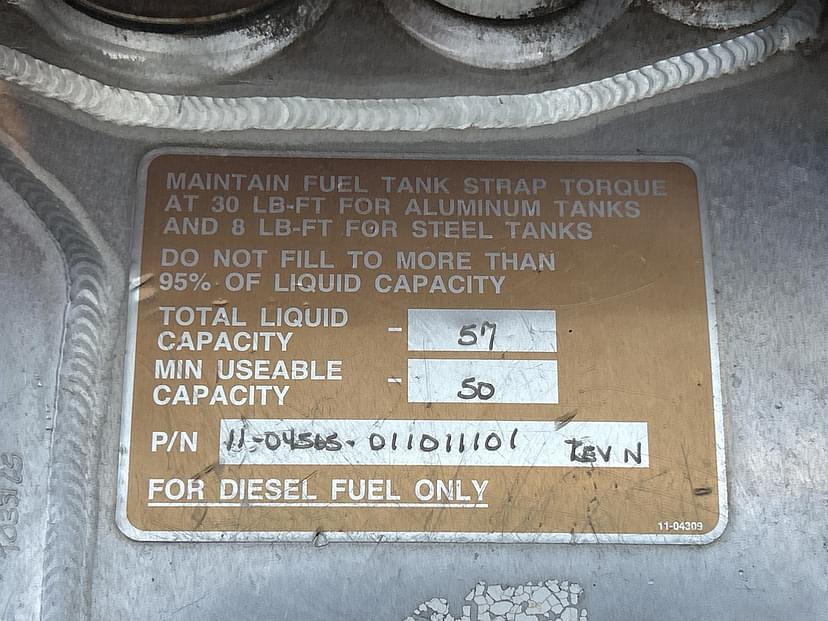 MAINTAIN FUEL TANK STRAP TORQUE
AT 30 LB-FT FOR ALUMINUM TANKS
AND 8 LB-FT FOR STEEL TANKS
DO NOT FILL TO MORE THAN
95% OF LIQUID CAPACITY
TOTAL LIQUID
CAPACITY - 57
MIN USEABLE
CAPACITY - 50
P/N 11-04565-011011101 REV N
FOR DIESEL FUEL ONLY
11-04309